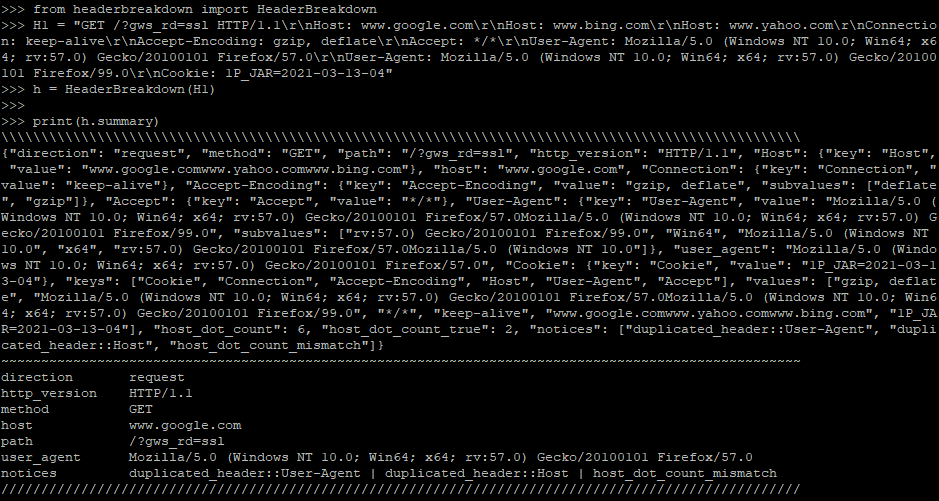 >>> from headerbreakdown import HeaderBreakdown
>>> H1 = "GET /?gws_rd=ssl HTTP/1.1\r\nHost: www.google.com\r\nHost: www.bing.com\r\nHost: www.yahoo.com\r\nConnectio
n: keep-alive\r\nAccept-Encoding: gzip, deflate\r\nAccept: */*\r\nUser-Agent: Mozilla/5.0 (Windows NT 10.0; Win64; x6
4; rv:57.0) Gecko/20100101 Firefox/57.0\r\nUser-Agent: Mozilla/5.0 (Windows NT 10.0; Win64; x64; rv:57.0) Gecko/20100
101 Firefox/99.0\r\nCookie: 1P_JAR=2021-03-13-04"
>>> h = HeaderBreakdown(H1)
>>>
>>> print(h.summary)
\\\\\\\\\\\\\\\\\\\\\\\\\\\\\\\\\\\\\\\\\\\\\\\\\\\\\\\\\\\\\\\\\\\\\\\\\\\\\\\\\\\\\\\\\\\\\\\\\\\\
{"direction": "request", "method": "GET", "path": "/?gws_rd=ssl", "http_version": "HTTP/1.1", "Host": {"key": "Host",
 "value": "www.google.comwww.yahoo.comwww.bing.com"}, "host": "www.google.com", "Connection": {"key": "Connection", "
value": "keep-alive"}, "Accept-Encoding": {"key": "Accept-Encoding", "value": "gzip, deflate", "subvalues": ["deflate
", "gzip"]}, "Accept": {"key": "Accept", "value": "*/*"}, "User-Agent": {"key": "User-Agent", "value": "Mozilla/5.0 (
Windows NT 10.0; Win64; x64; rv:57.0) Gecko/20100101 Firefox/57.0Mozilla/5.0 (Windows NT 10.0; Win64; x64; rv:57.0) G
ecko/20100101 Firefox/99.0", "subvalues": ["rv:57.0) Gecko/20100101 Firefox/99.0", "Win64", "Mozilla/5.0 (Windows NT 
10.0", "x64", "rv:57.0) Gecko/20100101 Firefox/57.0Mozilla/5.0 (Windows NT 10.0"]}, "user_agent": "Mozilla/5.0 (Windo
ws NT 10.0; Win64; x64; rv:57.0) Gecko/20100101 Firefox/57.0", "Cookie": {"key": "Cookie", "value": "1P_JAR=2021-03-1
3-04"}, "keys": ["Cookie", "Connection", "Accept-Encoding", "Host", "User-Agent", "Accept"], "values": ["gzip, deflat
e", "Mozilla/5.0 (Windows NT 10.0; Win64; x64; rv:57.0) Gecko/20100101 Firefox/57.0Mozilla/5.0 (Windows NT 10.0; Win6
4; x64; rv:57.0) Gecko/20100101 Firefox/99.0", "*/*", "keep-alive", "www.google.comwww.yahoo.comwww.bing.com", "1P_JA
R=2021-03-13-04"], "host_dot_count": 6, "host_dot_count_true": 2, "notices": ["duplicated_header::User-Agent", "dupli
cated_header::Host", "host_dot_count_mismatch"]}
~~~~~~~~~~~~~~~~~~~~~~~~~~~~~~~~~~~~~~~~~~~~~~~~~~~~~~~~~~~~~~~~~~~~~~~~~~~~~~~~~~~~~~~~~~~~~~~~~~~~
direction       request
http_version    HTTP/1.1
method          GET
host            www.google.com
path            /?gws_rd=ssl
user_agent      Mozilla/5.0 (Windows NT 10.0; Win64; x64; rv:57.0) Gecko/20100101 Firefox/57.0
notices         duplicated_header::User-Agent | duplicated_header::Host | host_dot_count_mismatch
////////////////////////////////////////////////////////////////////////////////////////////////////